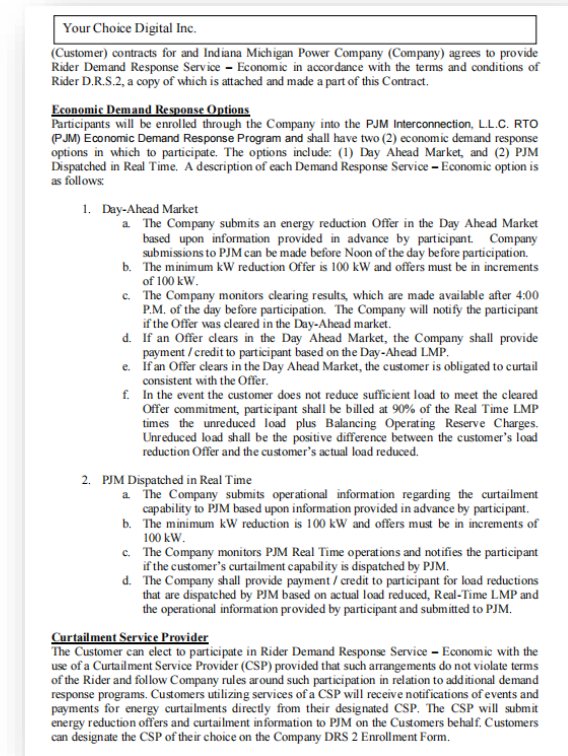 Your Choice Digital Inc.
(Customer) contracts for and Indiana Michigan Power Company (Company) agrees to provide
Rider Demand Response Service – Economic in accordance with the terms and conditions of
Rider D.R.S.2, a copy of which is attached and made a part of this Contract.
Economic Demand Response Options
Participants will be enrolled through the Company into the PJM Interconnection, L.L.C. RTO
(PJM) Economic Demand Response Program and shall have two (2) economic demand response
options in which to participate. The options include: (1) Day Ahead Market, and (2) PJM
Dispatched in Real Time. A description of each Demand Response Service – Economic option is
as follows:
1. Day-Ahead Market
a. The Company submits an energy reduction Offer in the Day Ahead Market
based upon information provided in advance by participant. Company
submissions to PJM can be made before Noon of the day before participation.
b. The minimum kW reduction Offer is 100 kW and offers must be in increments
of 100 kW.
c. The Company monitors clearing results, which are made available after 4:00
P.M. of the day before participation. The Company will notify the participant
if the Offer was cleared in the Day-Ahead market.
d. If an Offer clears in the Day Ahead Market, the Company shall provide
payment / credit to participant based on the Day-Ahead LMP.
e. If an Offer clears in the Day Ahead Market, the customer is obligated to curtail
consistent with the Offer.
f. In the event the customer does not reduce sufficient load to meet the cleared
Offer commitment, participant shall be billed at 90% of the Real Time LMP
times the unreduced load plus Balancing Operating Reserve Charges.
Unreduced load shall be the positive difference between the customer's load
reduction Offer and the customer's actual load reduced.
2. PJM Dispatched in Real Time
a. The Company submits operational information regarding the curtailment
capability to PJM based upon information provided in advance by participant.
b. The minimum kW reduction is 100 kW and offers must be in increments of
100 kW.
c. The Company monitors PJM Real Time operations and notifies the participant
if the customer's curtailment capability is dispatched by PJM.
d. The Company shall provide payment / credit to participant for load reductions
that are dispatched by PJM based on actual load reduced, Real-Time LMP and
the operational information provided by participant and submitted to PJM.
Curtailment Service Provider
The Customer can elect to participate in Rider Demand Response Service – Economic with the
use of a Curtailment Service Provider (CSP) provided that such arrangements do not violate terms
of the Rider and follow Company rules around such participation in relation to additional demand
response programs. Customers utilizing services of a CSP will receive notifications of events and
payments for energy curtailments directly from their designated CSP. The CSP will submit
energy reduction offers and curtailment information to PJM on the Customers behalf. Customers
can designate the CSP of their choice on the Company DRS 2 Enrollment Form.